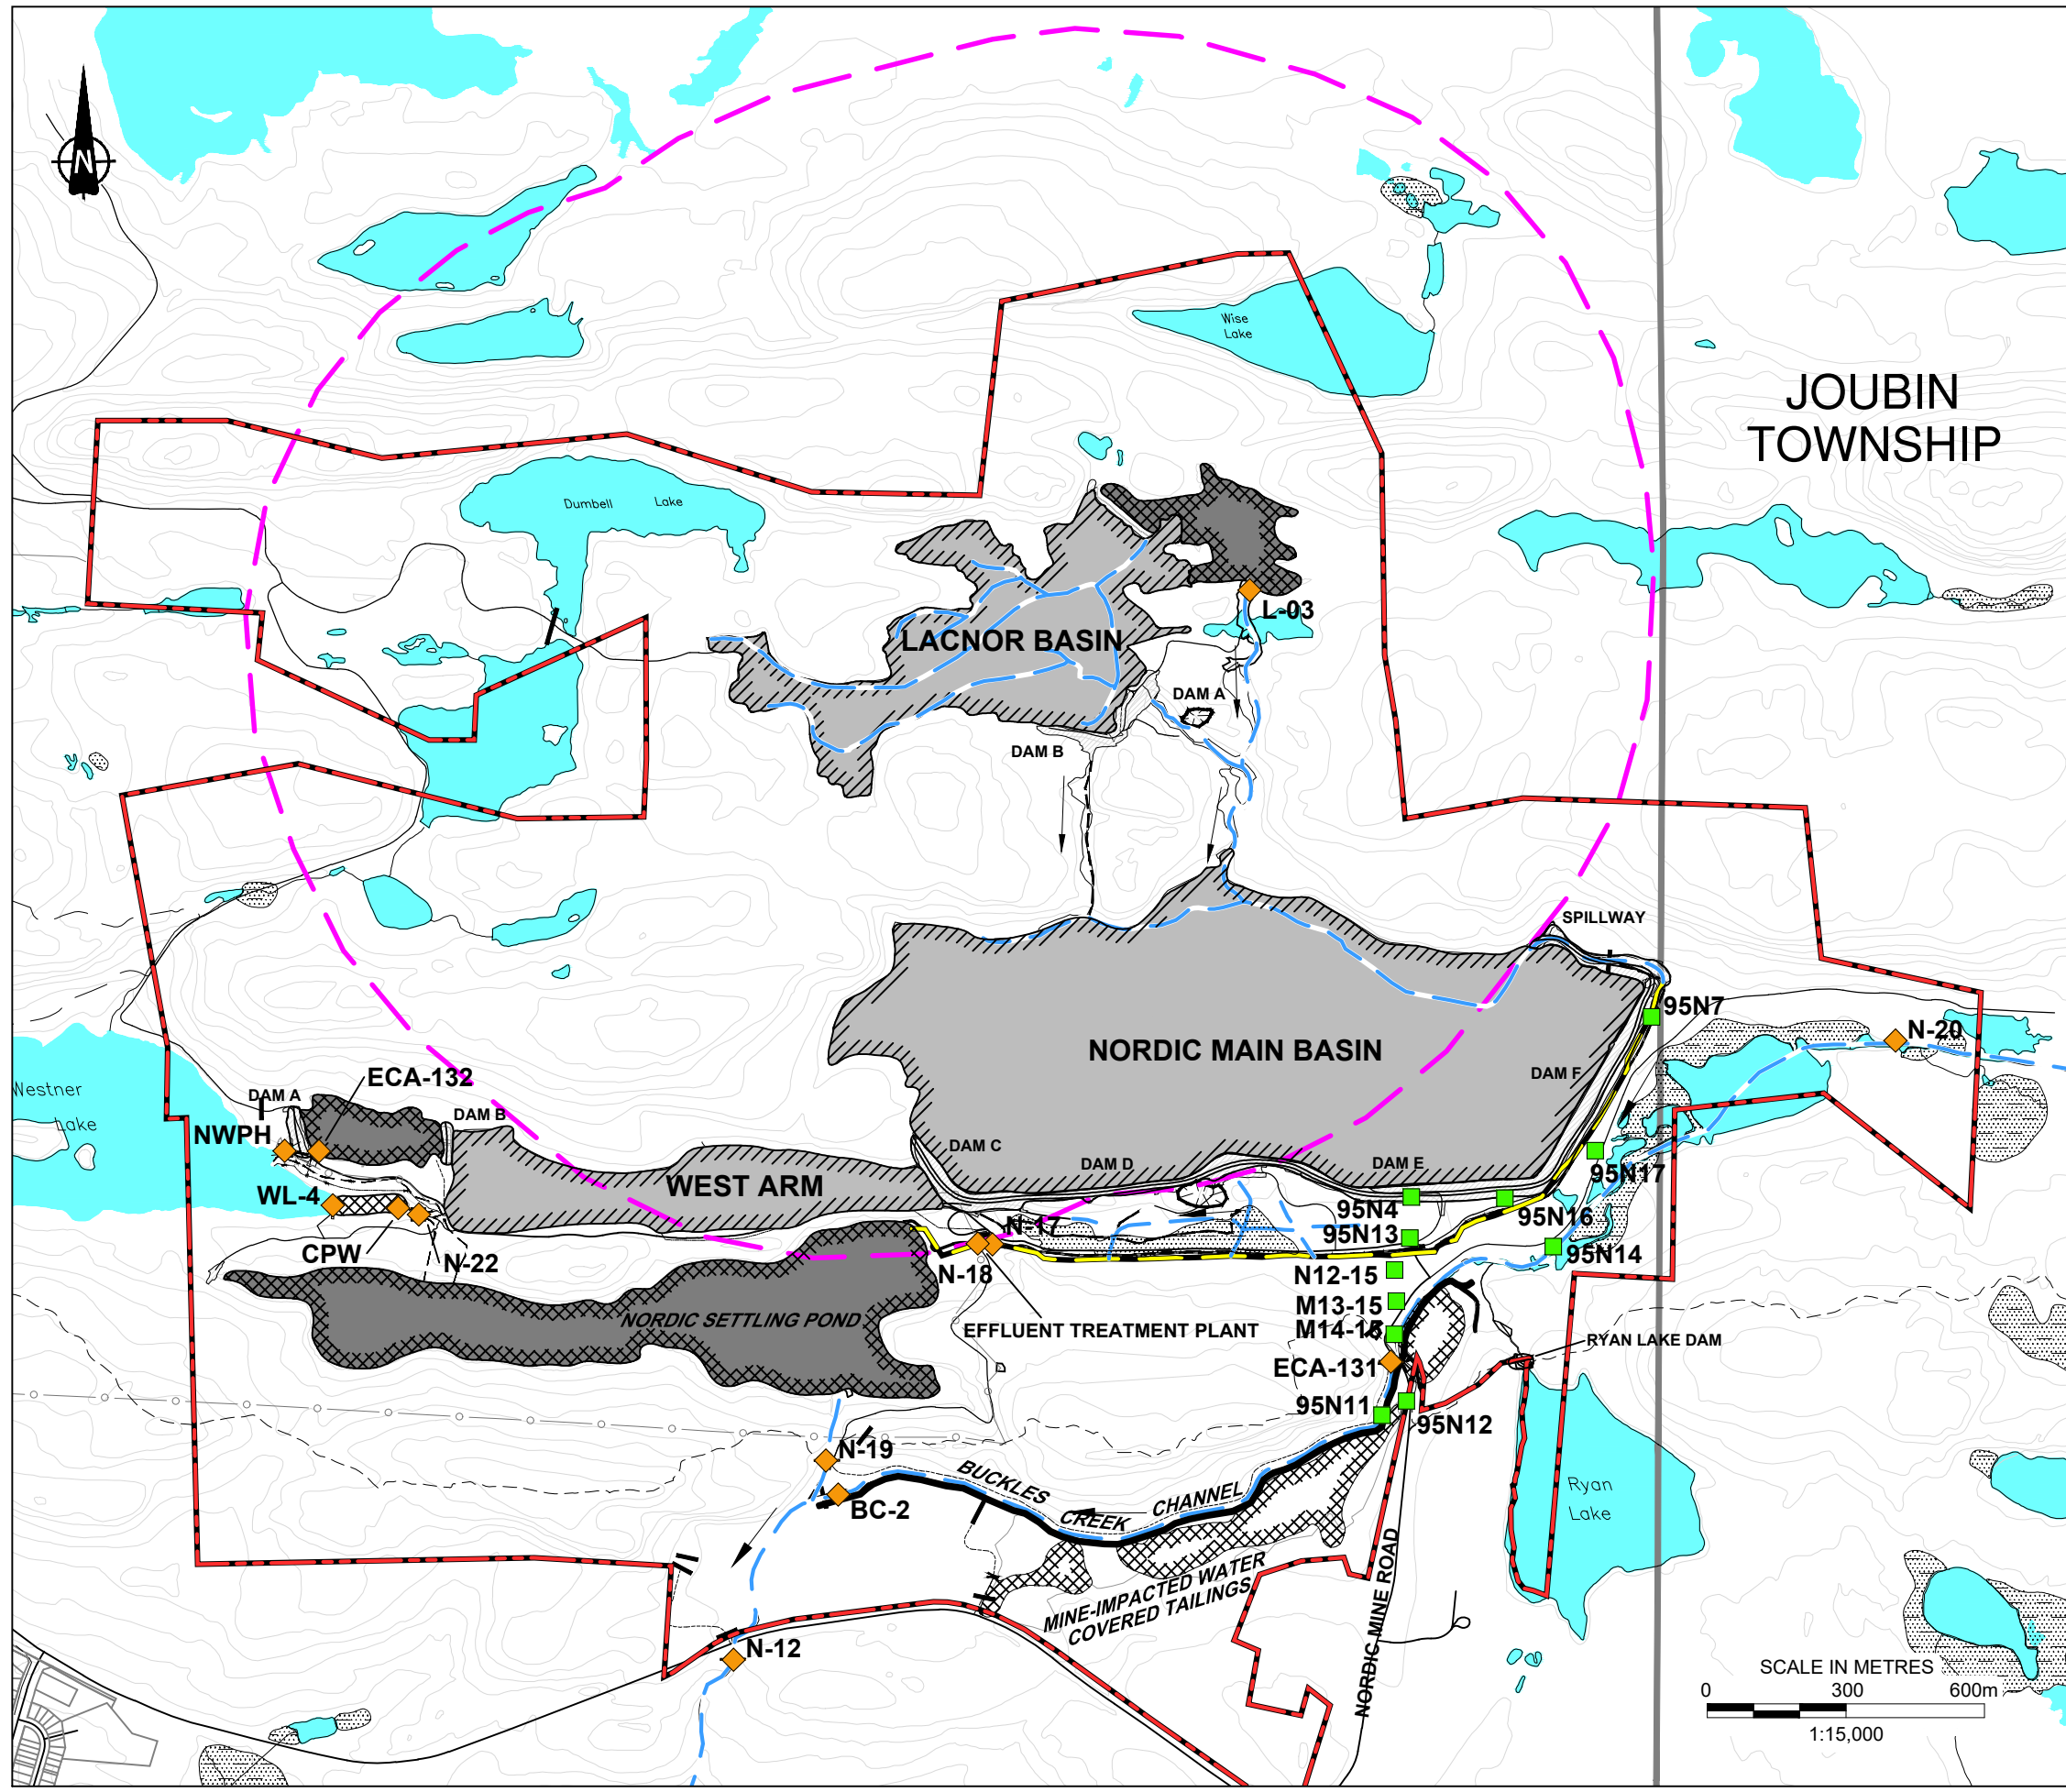 N
Wise
Lake
JOUBIN
TOWNSHIP
Dumbell Lake
L-03
LACNOR BASIN
DAM A
DAM B
SPILLWAY
95N7
N-20
NORDIC MAIN BASIN
DAM F
Westner
Lake
ECA-132
DAM A
DAM B
NWPH
DAM C
DAM D
DAM E
95N17
WEST ARM
WL-4
95N4
95N16
CPW
N-22
N-17
95N13
95N14
N-18
N12-15
M13-15
NORDIC SETTLING POND
EFFLUENT TREATMENT PLANT
M14-15
RYAN LAKE DAM
ECA-131
95N11
95N12
N-19
BUCKLES
CREEK
CHANNEL
BC-2
Ryan
Lake
MINE-IMPACTED WATER
COVERED TAILINGS
NORDIC MINE ROAD
N-12
SCALE IN METRES
0 300 600m
1:15,000